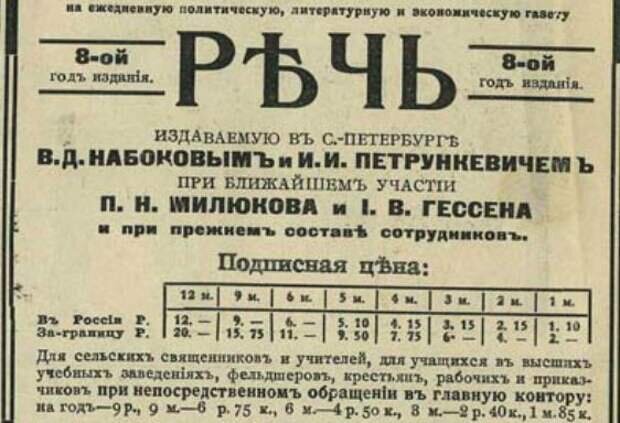 на ежедневную политическую, литературную и экономическую газету
8-ой годъ изданія.
РѢЧЬ
8-ой годъ изданія.
ИЗДАВАЕМУЮ ВЪ С.-ПЕТЕРБУРГѢ
В.Д. НАБОКОВЫМЪ и И.И. ПЕТРУНКЕВИЧЕМЪ
ПРИ БЛИЖАЙШЕМЪ УЧАСТІИ
П. Н. МИЛЮКОВА и І. В. ГЕССЕНА
и при прежнемъ составѣ сотрудниковъ.
Подписная цѣна:
12 м. 9 м. 6 м. 5 м. 4 м. 3 м. 2 м. 1 м.
Въ Россіи Р. 12. — 9. — 6. — 5. 10 4. 15 3. 15 2. 15 1. 10
За-границу Р. 20. — 15. 75 11. — 9. 50 7. 75 6 — 4. — 2. —
Для сельскихъ священниковъ и учителей, для учащихся въ высшихъ
учебныхъ заведеніяхъ, фельдшеровъ, крестьянъ, рабочихъ и приказ-
чиковъ при непосредственномъ обращеніи въ главную контору:
на годъ—9 р., 9 м.—6 р. 75 к., 6 м.—4 р. 50 к., 3 м.—2 р. 40 к., 1 м. 85 к.